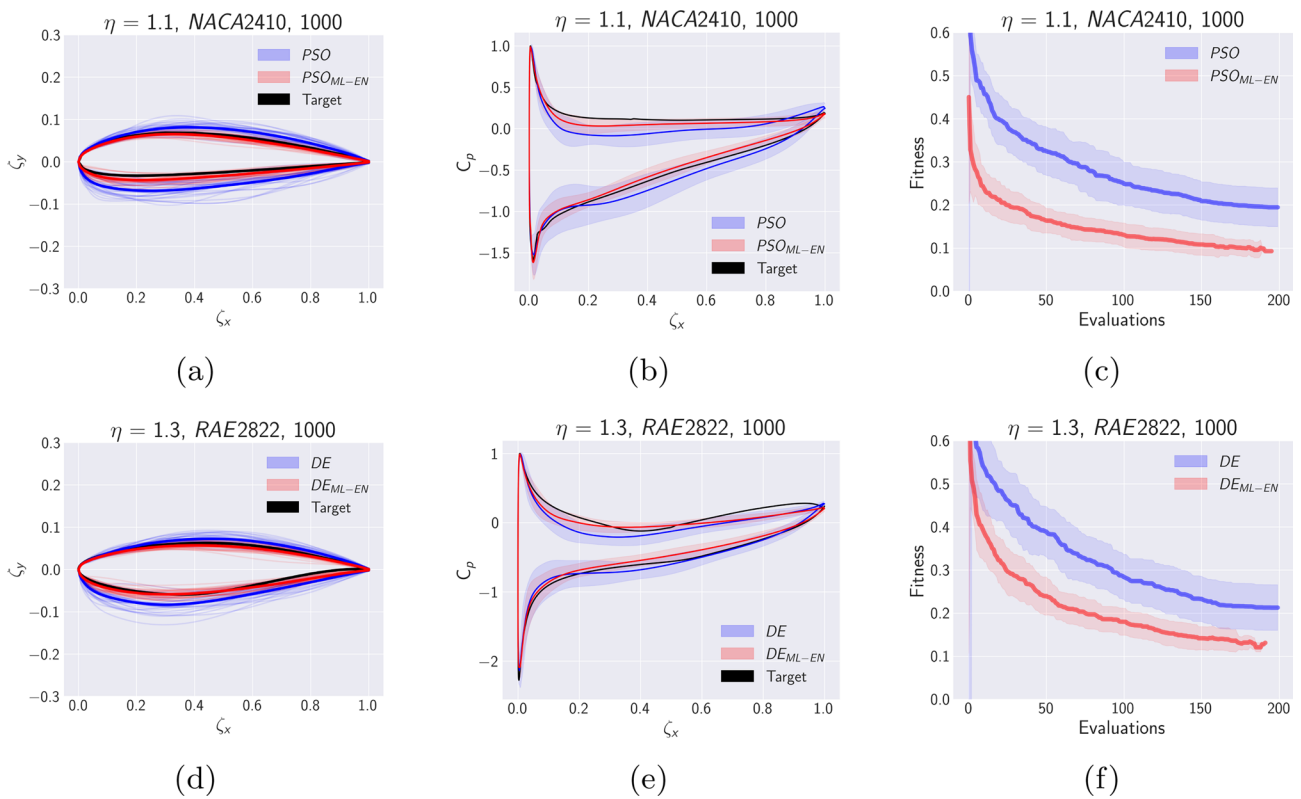 η = 1.1, NACA2410, 1000
0.3
0.2
0.1
0.0
−0.1
−0.2
−0.3
ζy
PSO
PSO_ML−EN
Target
0.0 0.2 0.4 0.6 0.8 1.0
ζx
(a)
η = 1.1, NACA2410, 1000
1.0
0.5
0.0
−0.5
−1.0
−1.5
Cp
PSO
PSO_ML−EN
Target
0.0 0.2 0.4 0.6 0.8 1.0
ζx
(b)
η = 1.1, NACA2410, 1000
0.6
0.5
0.4
0.3
0.2
0.1
0.0
Fitness
PSO
PSO_ML−EN
0 50 100 150 200
Evaluations
(c)
η = 1.3, RAE2822, 1000
0.3
0.2
0.1
0.0
−0.1
−0.2
−0.3
ζy
DE
DE_ML−EN
Target
0.0 0.2 0.4 0.6 0.8 1.0
ζx
(d)
η = 1.3, RAE2822, 1000
1
0
−1
−2
Cp
DE
DE_ML−EN
Target
0.0 0.2 0.4 0.6 0.8 1.0
ζx
(e)
η = 1.3, RAE2822, 1000
0.6
0.5
0.4
0.3
0.2
0.1
0.0
Fitness
DE
DE_ML−EN
0 50 100 150 200
Evaluations
(f)